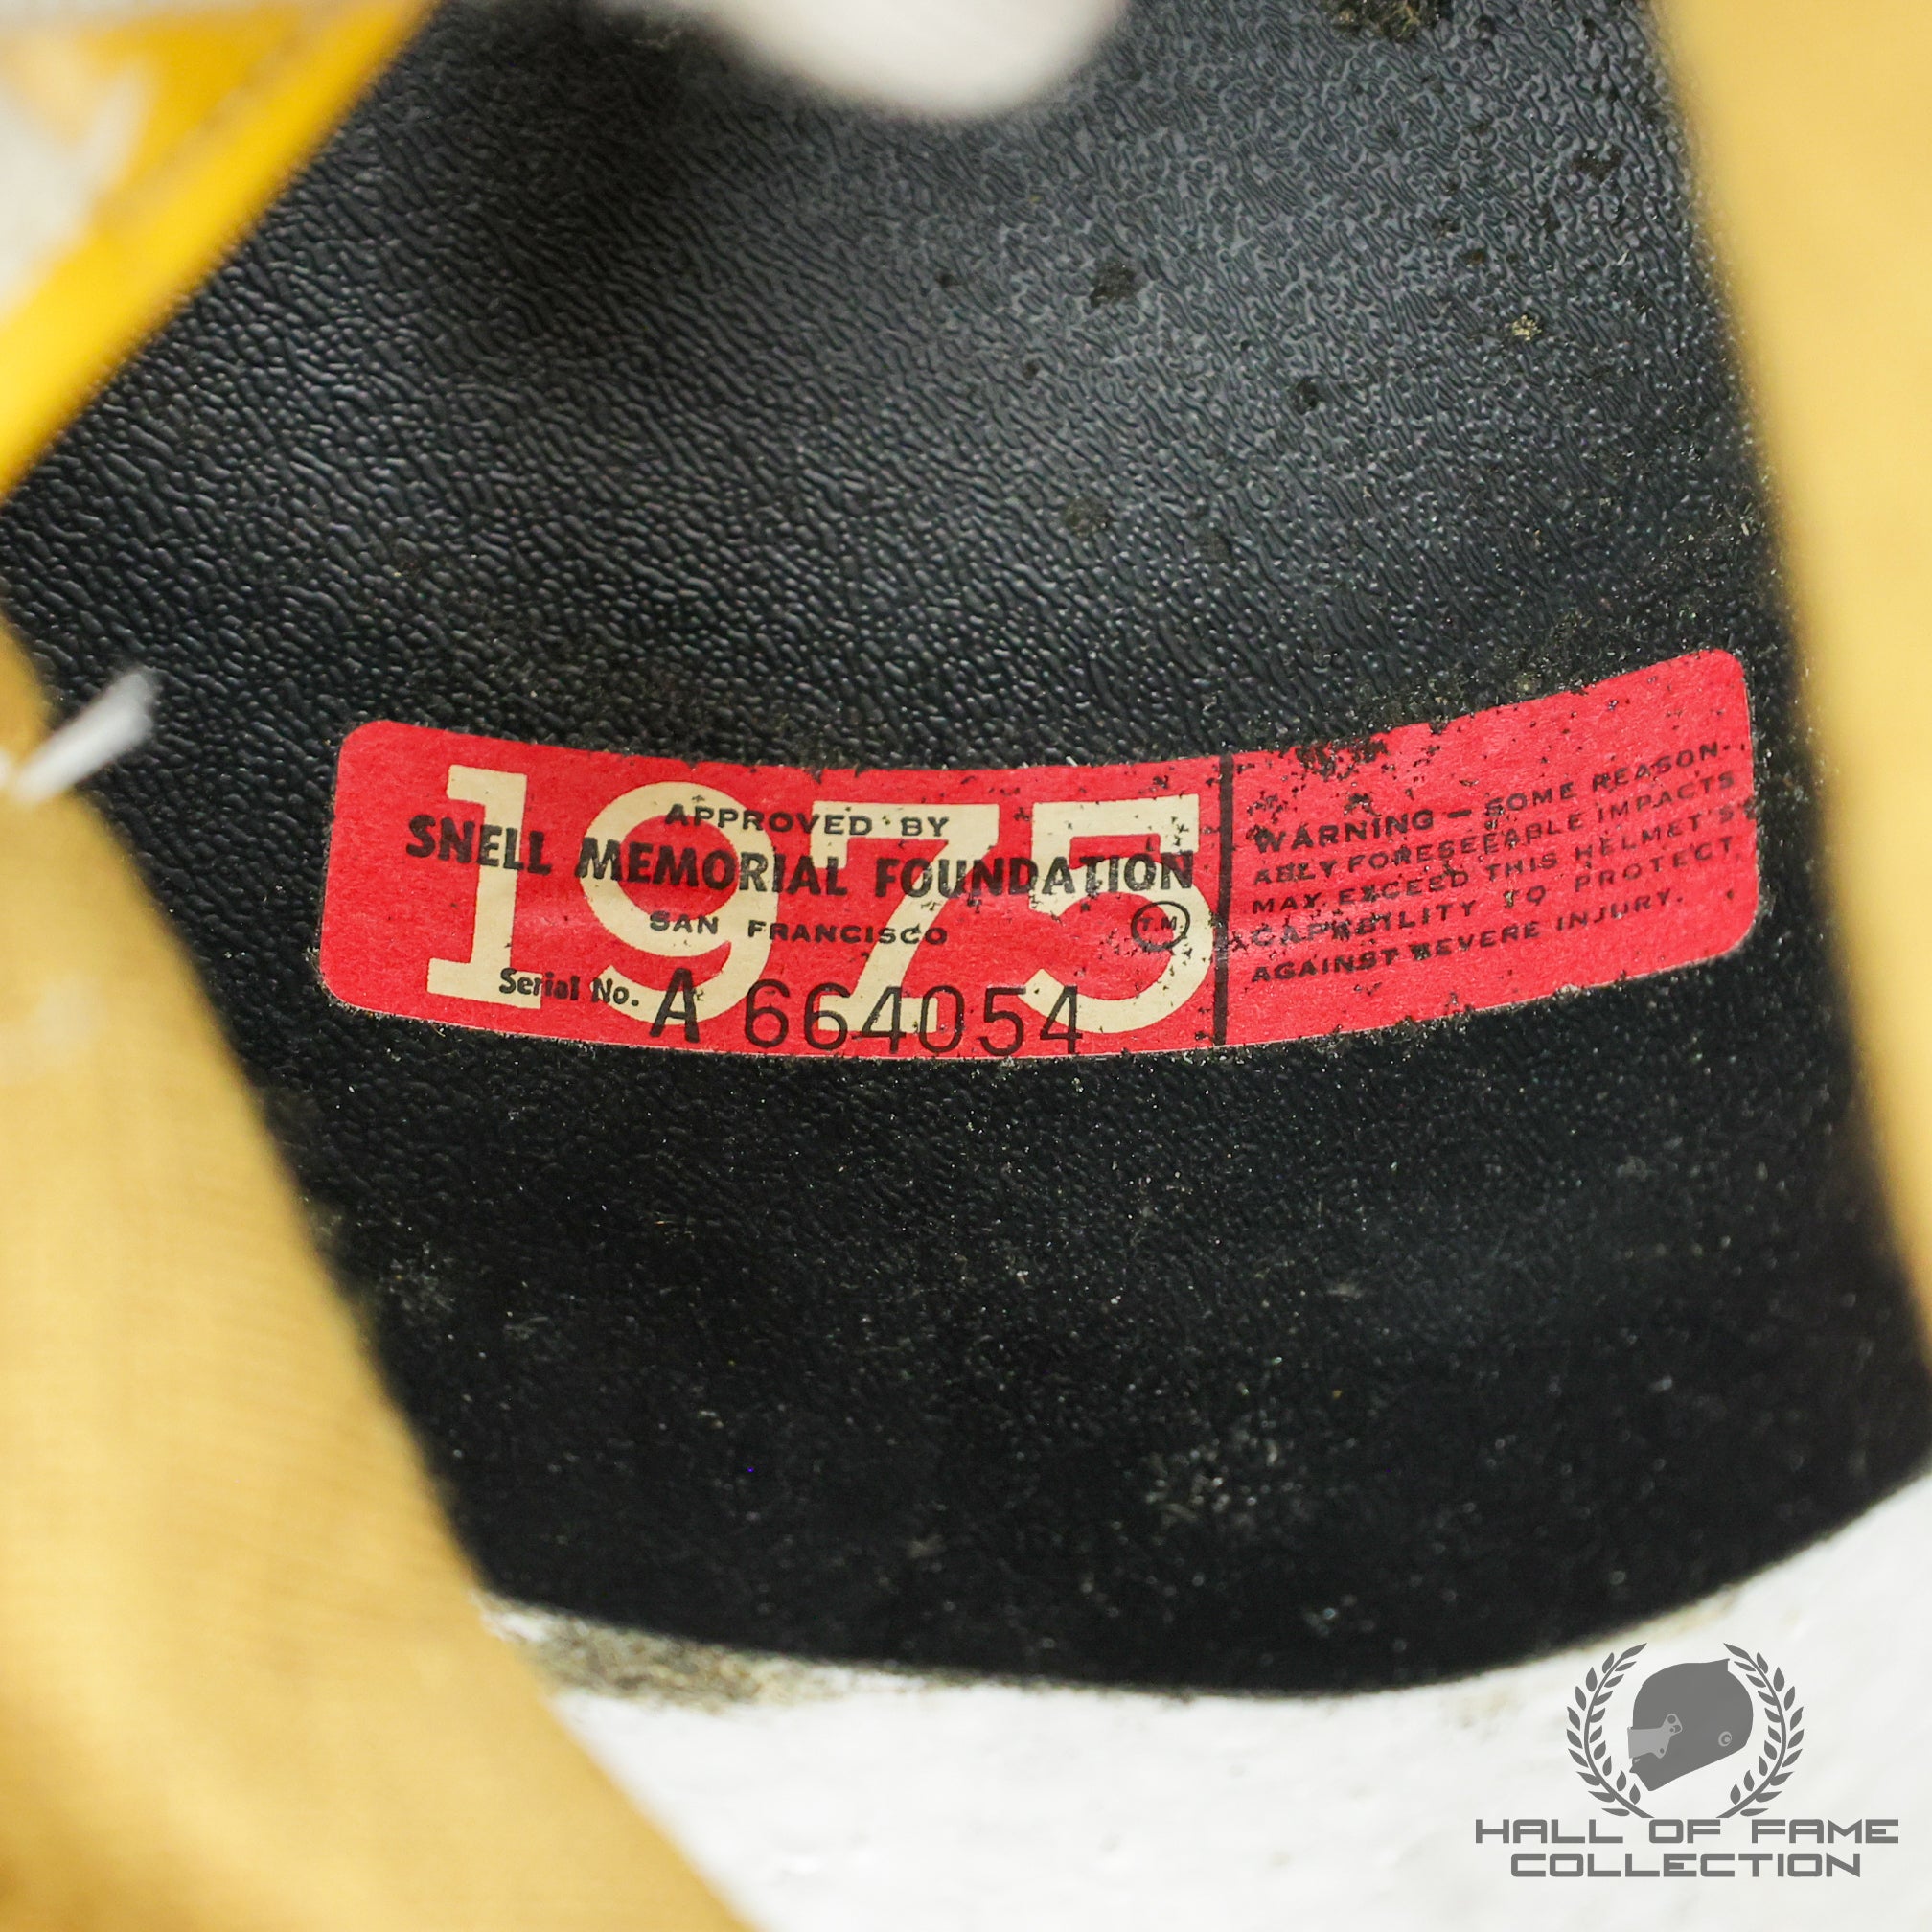 1975
APPROVED BY
SNELL MEMORIAL FOUNDATION
SAN FRANCISCO
T.M.
Serial No. A 664054
WARNING — SOME REASON-
ABLY FORESEEABLE IMPACTS
MAY EXCEED THIS HELMET'S
CAPABILITY TO PROTECT
AGAINST SEVERE INJURY.
HALL OF FAME
COLLECTION